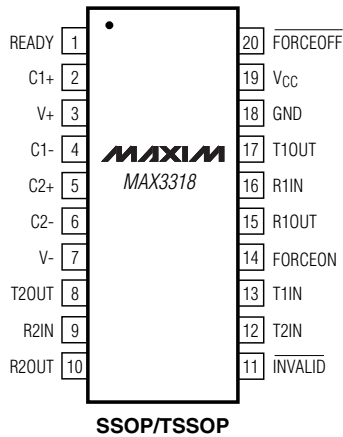 READY 1 20 FORCEOFF
C1+ 2 19 VCC
V+ 3 18 GND
C1- 4 MAXIM 17 T1OUT
C2+ 5 MAX3318 16 R1IN
C2- 6 15 R1OUT
V- 7 14 FORCEON
T2OUT 8 13 T1IN
R2IN 9 12 T2IN
R2OUT 10 11 INVALID
SSOP/TSSOP